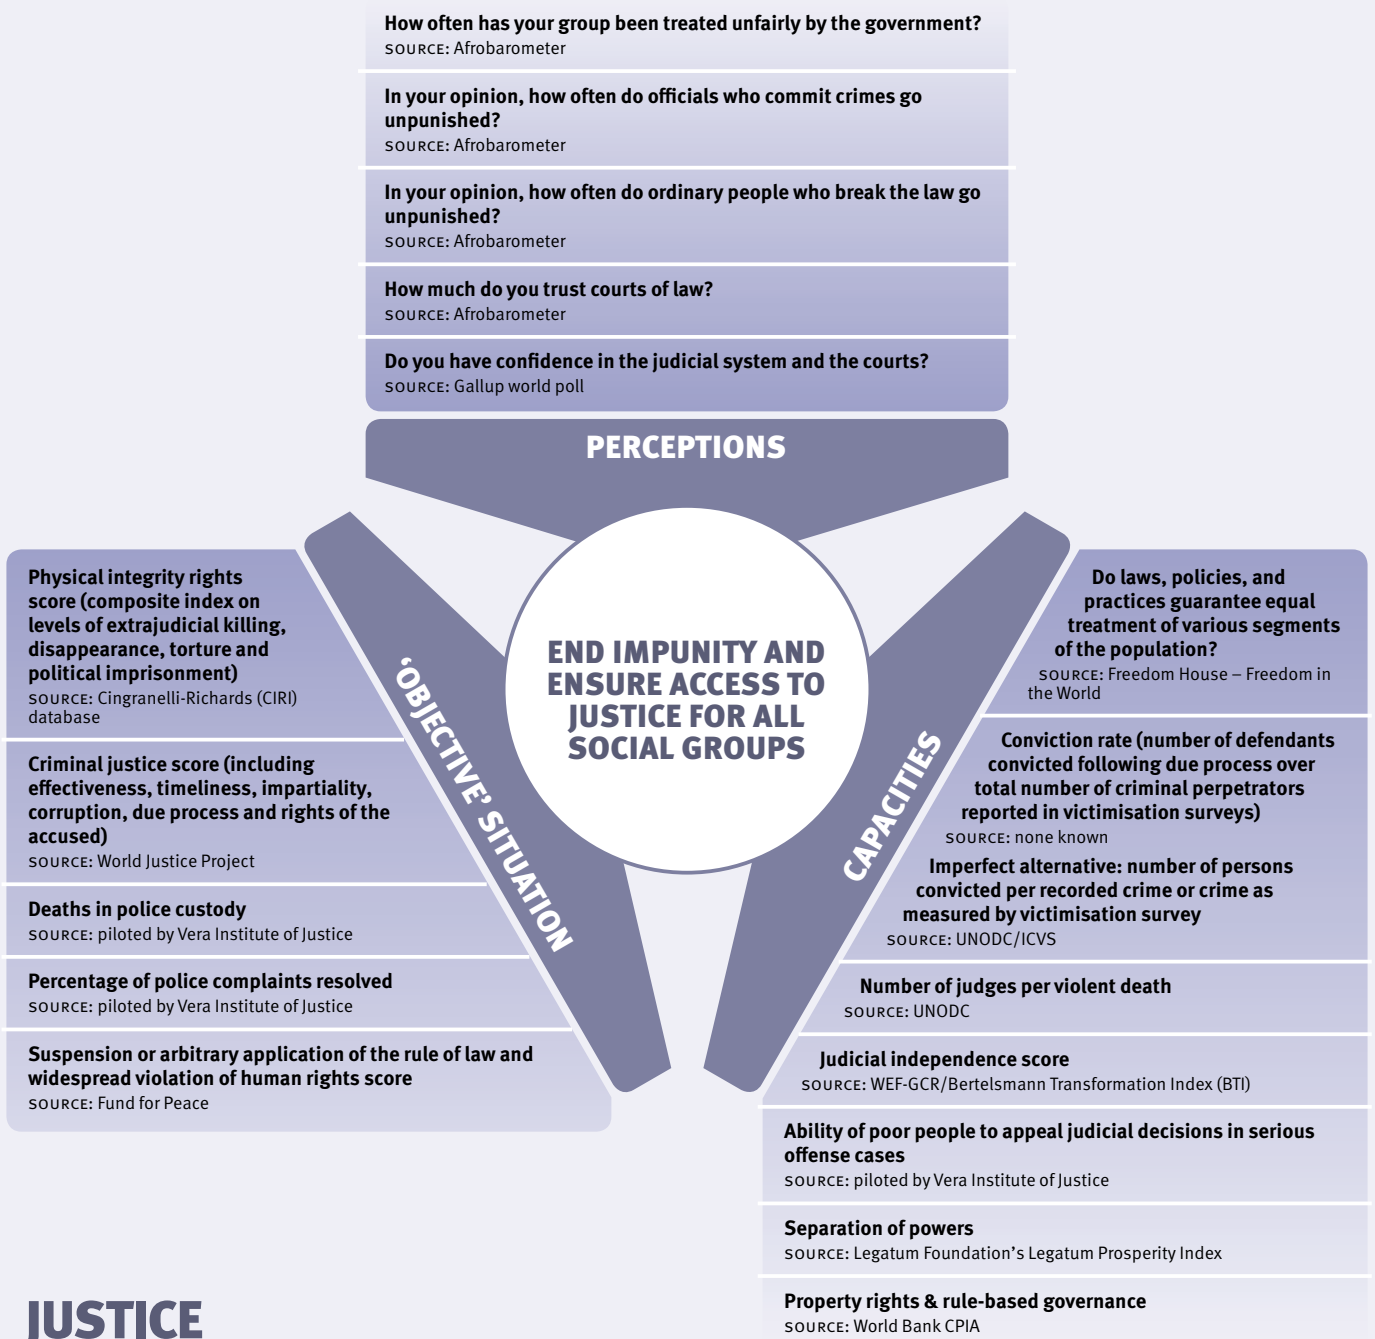 How often has your group been treated unfairly by the government?
SOURCE: Afrobarometer
In your opinion, how often do officials who commit crimes go
unpunished?
SOURCE: Afrobarometer
In your opinion, how often do ordinary people who break the law go
unpunished?
SOURCE: Afrobarometer
How much do you trust courts of law?
SOURCE: Afrobarometer
Do you have confidence in the judicial system and the courts?
SOURCE: Gallup world poll
PERCEPTIONS
END IMPUNITY AND
ENSURE ACCESS TO
JUSTICE FOR ALL
SOCIAL GROUPS
‘OBJECTIVE’ SITUATION
Physical integrity rights
score (composite index on
levels of extrajudicial killing,
disappearance, torture and
political imprisonment)
SOURCE: Cingranelli-Richards (CIRI)
database
Criminal justice score (including
effectiveness, timeliness, impartiality,
corruption, due process and rights of the
accused)
SOURCE: World Justice Project
Deaths in police custody
SOURCE: piloted by Vera Institute of Justice
Percentage of police complaints resolved
SOURCE: piloted by Vera Institute of Justice
Suspension or arbitrary application of the rule of law and
widespread violation of human rights score
SOURCE: Fund for Peace
CAPACITIES
Do laws, policies, and
practices guarantee equal
treatment of various segments
of the population?
SOURCE: Freedom House – Freedom in
the World
Conviction rate (number of defendants
convicted following due process over
total number of criminal perpetrators
reported in victimisation surveys)
SOURCE: none known
Imperfect alternative: number of persons
convicted per recorded crime or crime as
measured by victimisation survey
SOURCE: UNODC/ICVS
Number of judges per violent death
SOURCE: UNODC
Judicial independence score
SOURCE: WEF-GCR/Bertelsmann Transformation Index (BTI)
Ability of poor people to appeal judicial decisions in serious
offense cases
SOURCE: piloted by Vera Institute of Justice
Separation of powers
SOURCE: Legatum Foundation’s Legatum Prosperity Index
Property rights & rule-based governance
SOURCE: World Bank CPIA
JUSTICE